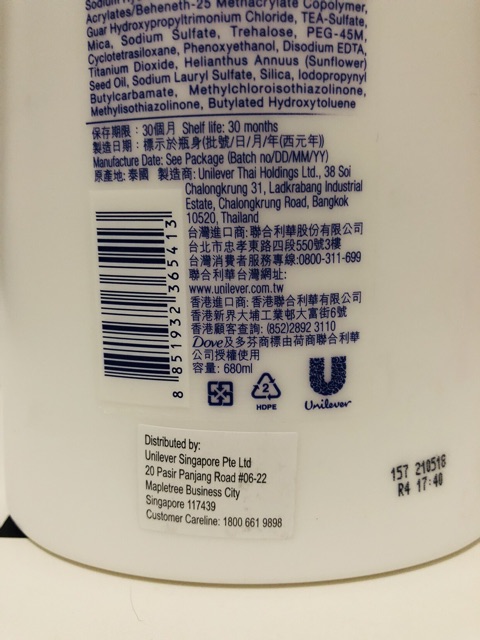 Acrylates/Beheneth-25 Methacrylate Copolymer,
Guar Hydroxypropyltrimonium Chloride, TEA-Sulfate,
Mica, Sodium Sulfate, Trehalose, PEG-45M,
Cyclotetrasiloxane, Phenoxyethanol, Disodium EDTA,
Titanium Dioxide, Helianthus Annuus (Sunflower)
Seed Oil, Sodium Lauryl Sulfate, Silica, Iodopropynyl
Butylcarbamate, Methylchloroisothiazolinone,
Methylisothiazolinone, Butylated Hydroxytoluene
保存期限：30個月 Shelf life: 30 months
製造日期：標示於瓶身(批號/日/月/年(西元年))
Manufacture Date: See Package (Batch no/DD/MM/YY)
原產地: 泰國 製造商: Unilever Thai Holdings Ltd., 38 Soi
Chalongkrung 31, Ladkrabang Industrial
Estate, Chalongkrung Road, Bangkok
10520, Thailand
台灣進口商: 聯合利華股份有限公司
台北市忠孝東路四段550號3樓
台灣消費者服務專線:0800-311-699
聯合利華台灣網址:
www.unilever.com.tw
香港進口商: 香港聯合利華有限公司
香港新界大埔工業邨大富街6號
香港顧客查詢: (852)2892 3110
Dove及多芬商標由荷商聯合利華
公司授權使用
容量: 680ml
8 851932 365413
2
HDPE
Unilever
Distributed by:
Unilever Singapore Pte Ltd
20 Pasir Panjang Road #06-22
Mapletree Business City
Singapore 117439
Customer Careline: 1800 661 9898
157 210518
R4 17:40